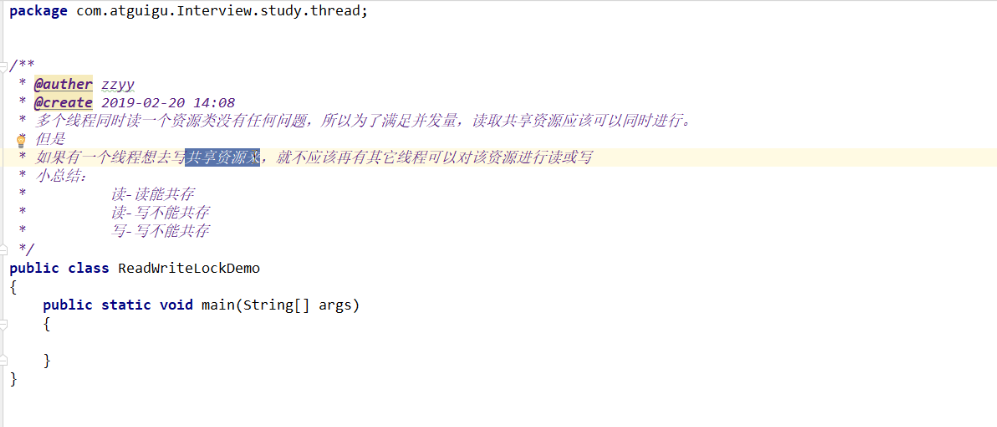 package com.atguigu.Interview.study.thread;
/**
* @auther zzyy
* @create 2019-02-20 14:08
* 多个线程同时读一个资源类没有任何问题，所以为了满足并发量，读取共享资源应该可以同时进行。
* 但是
* 如果有一个线程想去写共享资源来，就不应该再有其它线程可以对该资源进行读或写
* 小总结：
* 读-读能共存
* 读-写不能共存
* 写-写不能共存
*/
public class ReadWriteLockDemo
{
public static void main(String[] args)
{
}
}